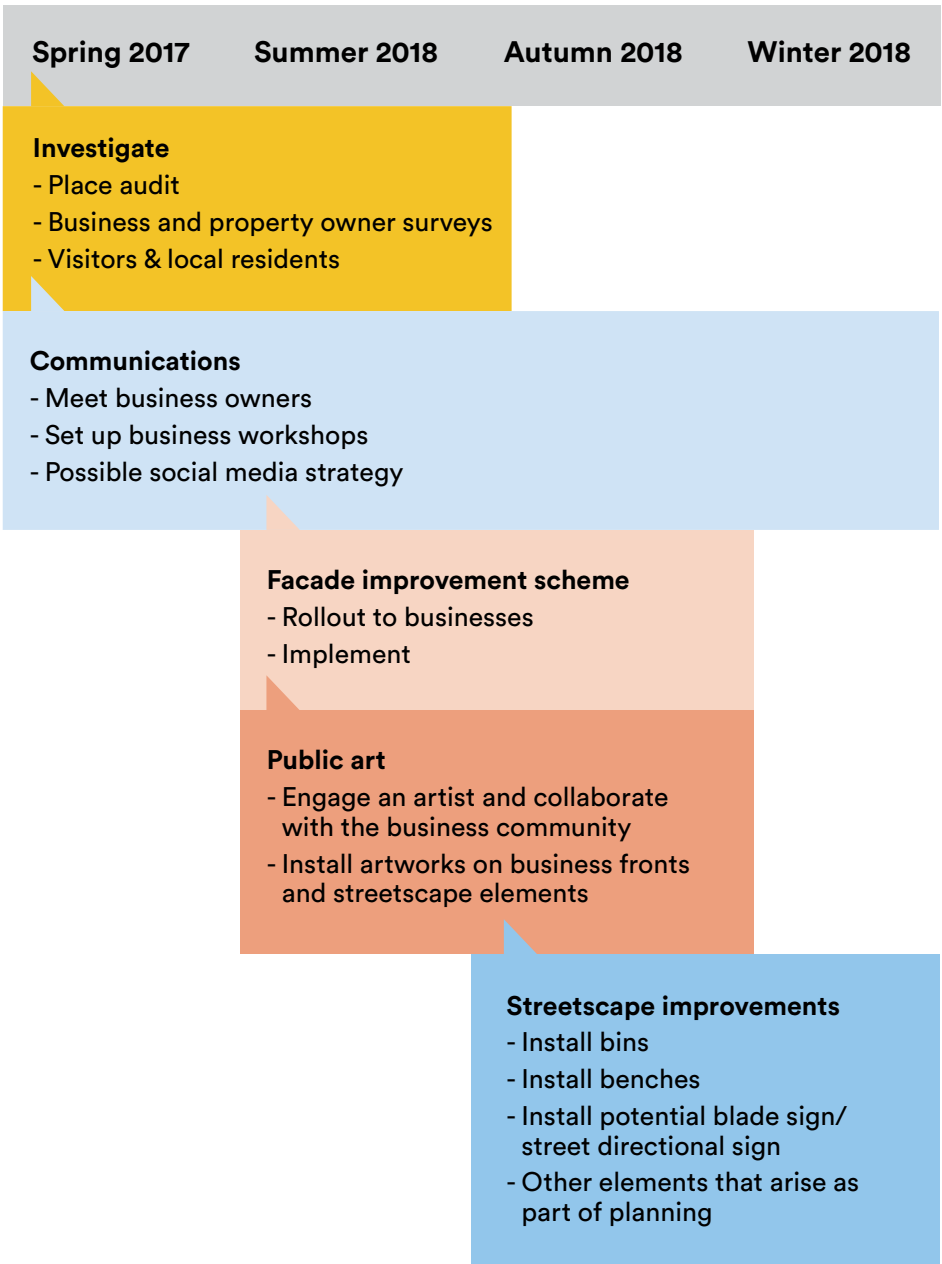 Spring 2017 Summer 2018 Autumn 2018 Winter 2018
Investigate
- Place audit
- Business and property owner surveys
- Visitors & local residents
Communications
- Meet business owners
- Set up business workshops
- Possible social media strategy
Facade improvement scheme
- Rollout to businesses
- Implement
Public art
- Engage an artist and collaborate
with the business community
- Install artworks on business fronts
and streetscape elements
Streetscape improvements
- Install bins
- Install benches
- Install potential blade sign/
street directional sign
- Other elements that arise as
part of planning